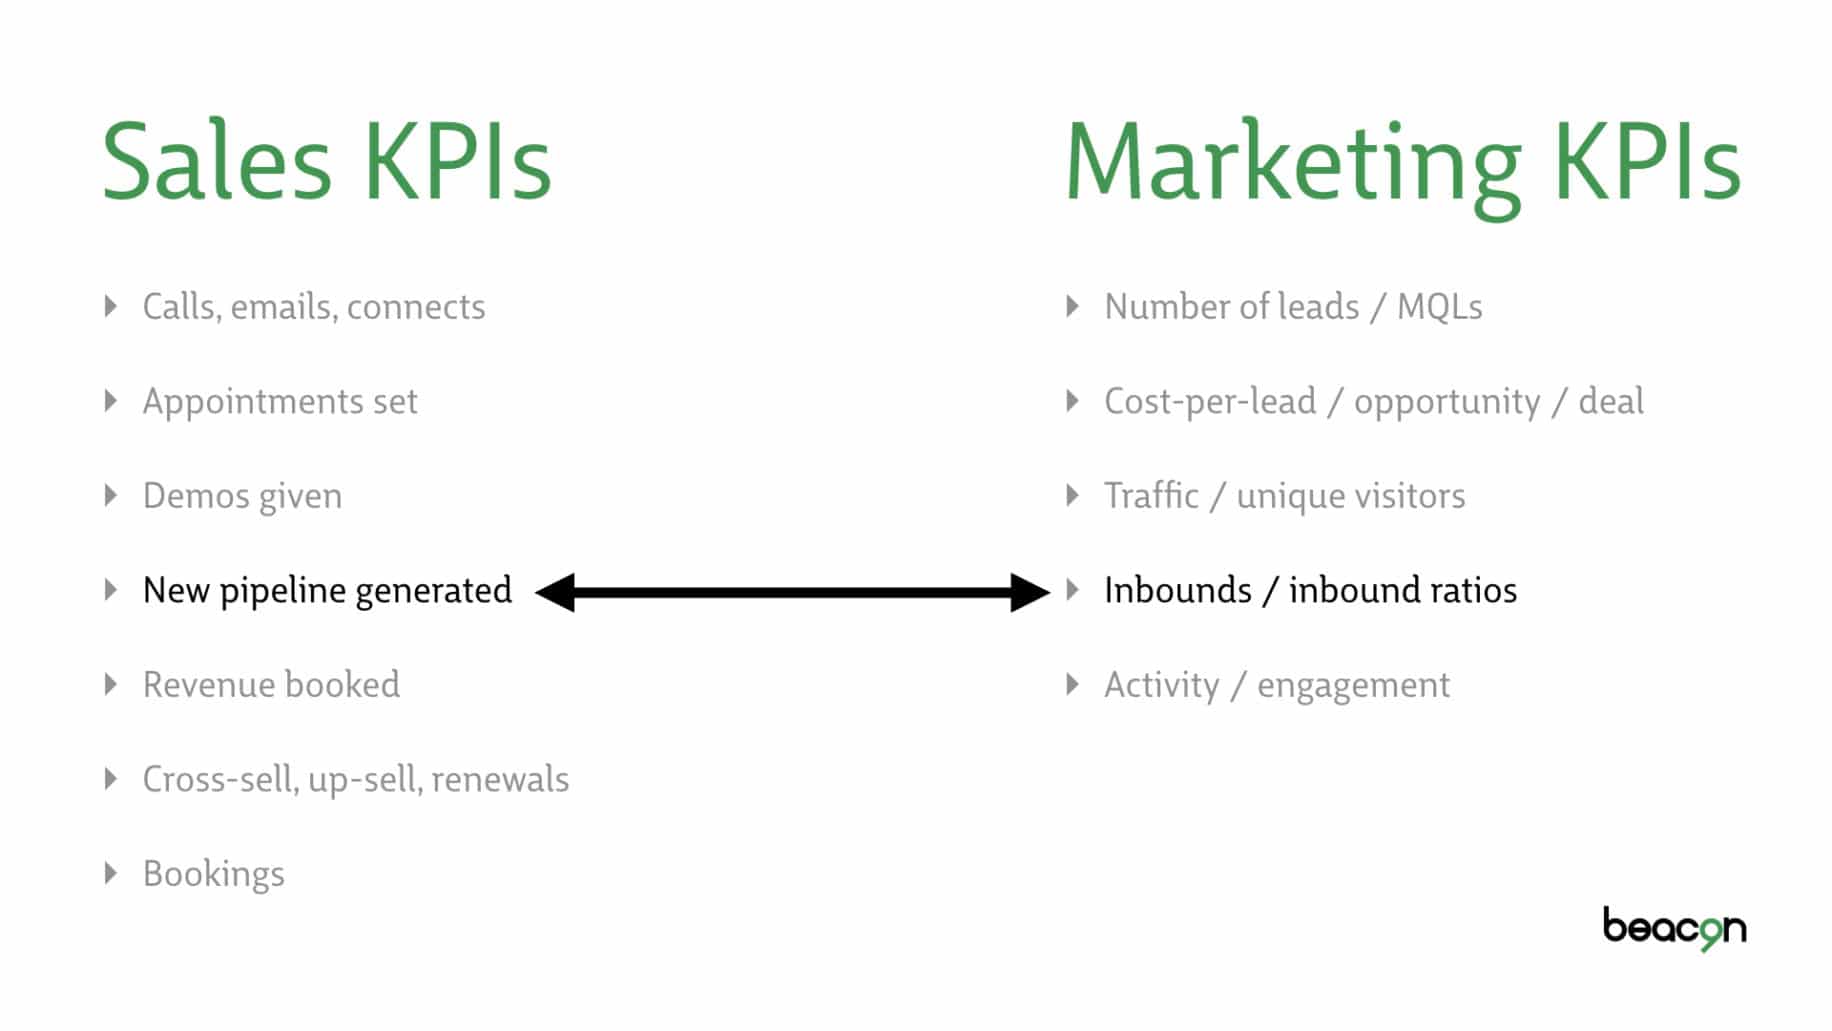 Sales KPIs
Calls, emails, connects
Appointments set
Demos given
New pipeline generated
Revenue booked
Cross-sell, up-sell, renewals
Bookings
Marketing KPIs
Number of leads / MQLs
Cost-per-lead / opportunity / deal
Traffic / unique visitors
Inbounds / inbound ratios
Activity / engagement
beac9n